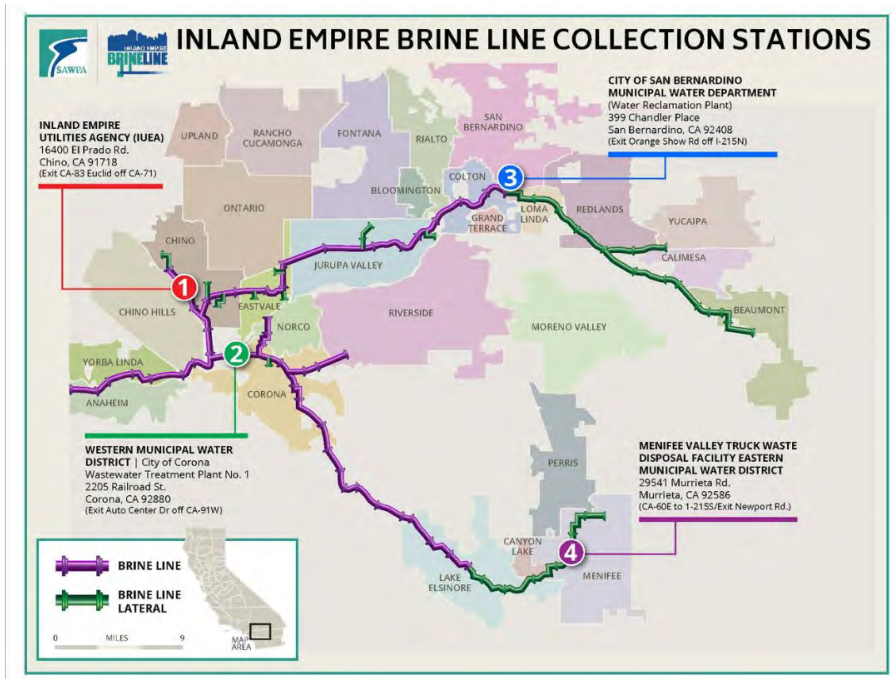 SAWPA
INLAND EMPIRE
BRINELINE
INLAND EMPIRE BRINE LINE COLLECTION STATIONS
INLAND EMPIRE
UTILITIES AGENCY (IUEA)
16400 El Prado Rd.
Chino, CA 91718
(Exit CA-83 Euclid off CA-71)
CITY OF SAN BERNARDINO
MUNICIPAL WATER DEPARTMENT
(Water Reclamation Plant)
399 Chandler Place
San Bernardino, CA 92408
(Exit Orange Show Rd off I-215N)
UPLAND
RANCHO
CUCAMONGA
FONTANA
RIALTO
SAN
BERNARDINO
BLOOMINGTON
COLTON
3
ONTARIO
GRAND
TERRACE
LOMA
LINDA
REDLANDS
YUCAIPA
CHINO
JURUPA VALLEY
CALIMESA
1
CHINO HILLS
EASTVALE
NORCO
RIVERSIDE
MORENO VALLEY
BEAUMONT
2
YORBA LINDA
ANAHEIM
CORONA
WESTERN MUNICIPAL WATER
DISTRICT | City of Corona
Wastewater Treatment Plant No. 1
2205 Railroad St.
Corona, CA 92880
(Exit Auto Center Dr off CA-91W)
MENIFEE VALLEY TRUCK WASTE
DISPOSAL FACILITY EASTERN
MUNICIPAL WATER DISTRICT
29541 Murrieta Rd.
Murrieta, CA 92586
(CA-60E to 1-215S/Exit Newport Rd.)
PERRIS
CANYON
LAKE
4
LAKE
ELSINORE
MENIFEE
BRINE LINE
BRINE LINE
LATERAL
0 MILES 9
MAP
AREA